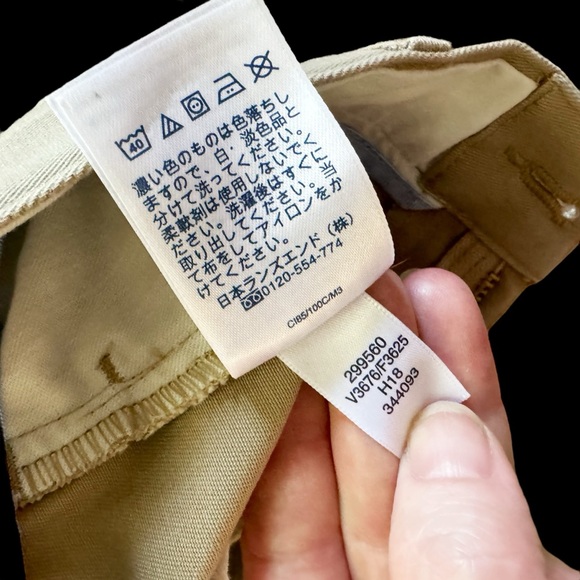 40
濃い色のものは色落ちし
ますので、白、淡色品と
分けて洗ってください。
柔軟剤は使用しないでく
ださい。洗濯後はすぐに
取り出してください。当
て布をしてアイロンをか
けてください。
日本ランズエンド（株）
0120-554-774
CI85/100C/M3
299560
V3676/F3625
H18
344093